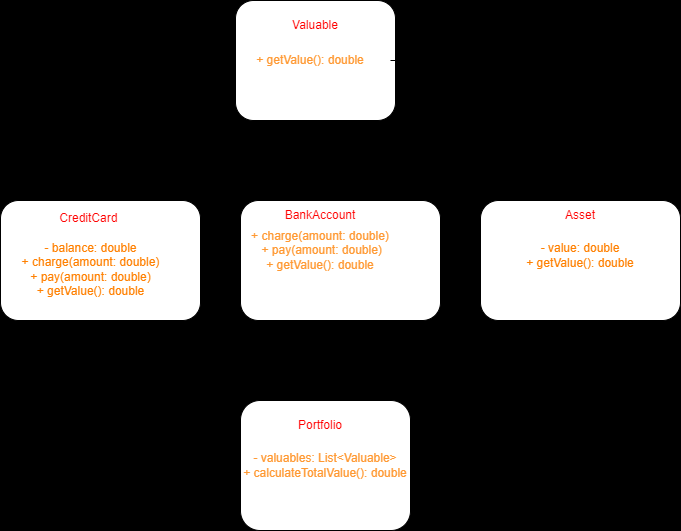 Valuable
+ getValue(): double
CreditCard
- balance: double
+ charge(amount: double)
+ pay(amount: double)
+ getValue(): double
BankAccount
+ charge(amount: double)
+ pay(amount: double)
+ getValue(): double
Asset
- value: double
+ getValue(): double
Portfolio
- valuables: List<Valuable>
+ calculateTotalValue(): double